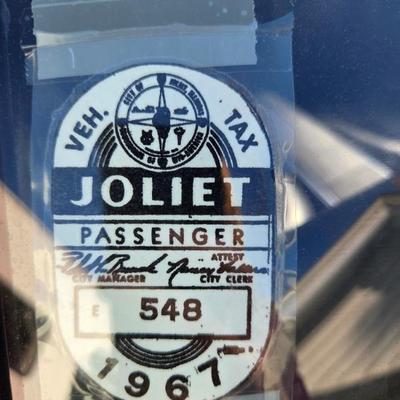 VEH. TAX
JOLIET
PASSENGER
ATTEST
CITY MANAGER CITY CLERK
E 548
1967